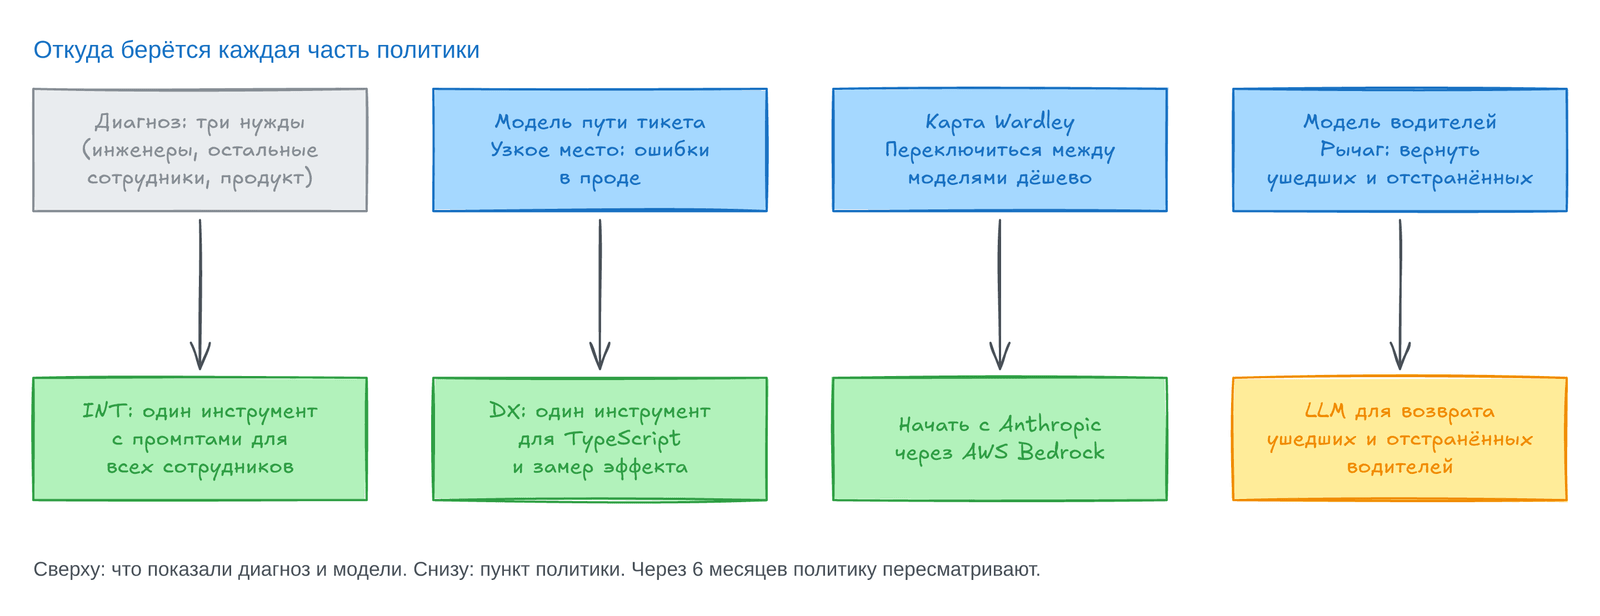 Откуда берётся каждая часть политики
Диагноз: три нужды
(инженеры, остальные
сотрудники, продукт)
Модель пути тикета
Узкое место: ошибки
в проде
Карта Wardley
Переключиться между
моделями дёшево
Модель водителей
Рычаг: вернуть
ушедших и отстранённых
INT: один инструмент
с промптами для
всех сотрудников
DX: один инструмент
для TypeScript
и замер эффекта
Начать с Anthropic
через AWS Bedrock
LLM для возврата
ушедших и отстранённых
водителей
Сверху: что показали диагноз и модели. Снизу: пункт политики. Через 6 месяцев политику пересматривают.